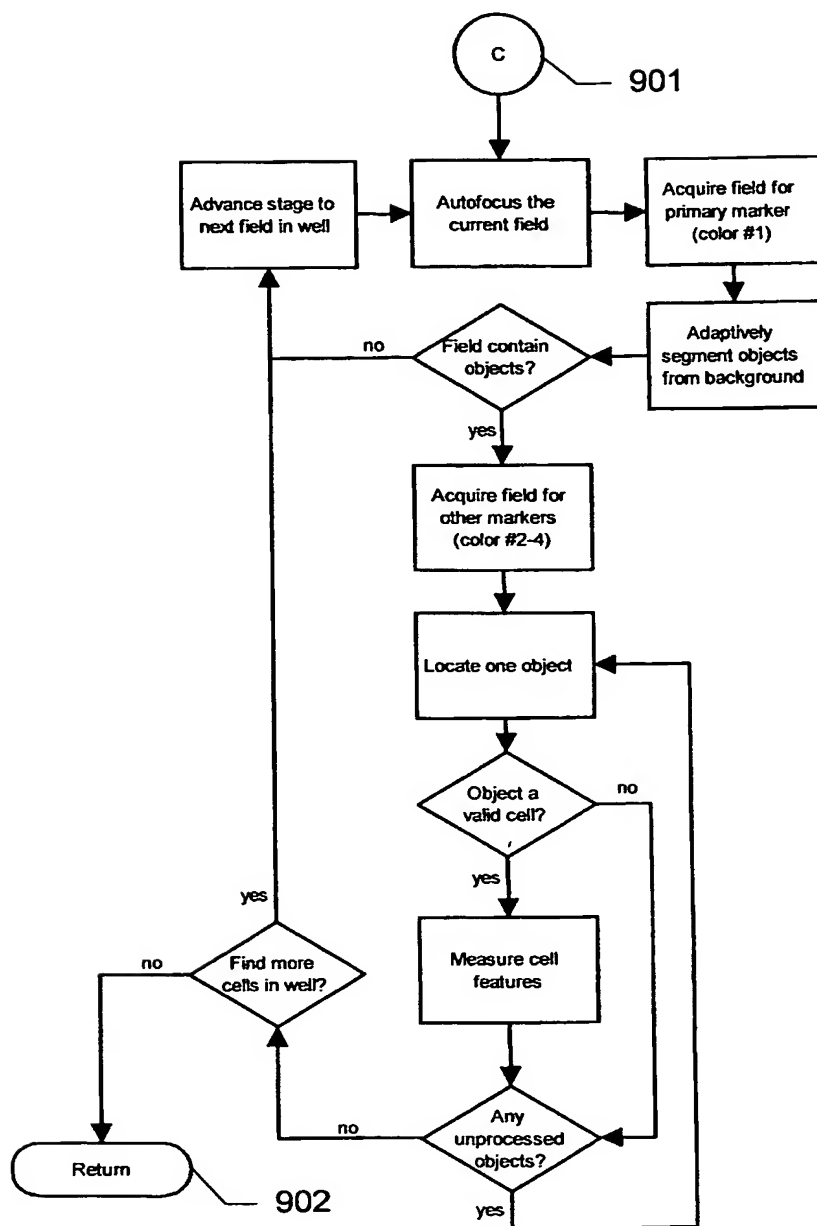 C
901
Advance stage to
next field in well
Autofocus the
current field
Acquire field for
primary marker
(color #1)
no
Field contain
objects?
Adaptively
segment objects
from background
yes
Acquire field for
other markers
(color #2-4)
Locate one object
Object a
valid cell?
no
yes
yes
Measure cell
features
no
Find more
cells in well?
no
Any
unprocessed
objects?
Return
902
yes